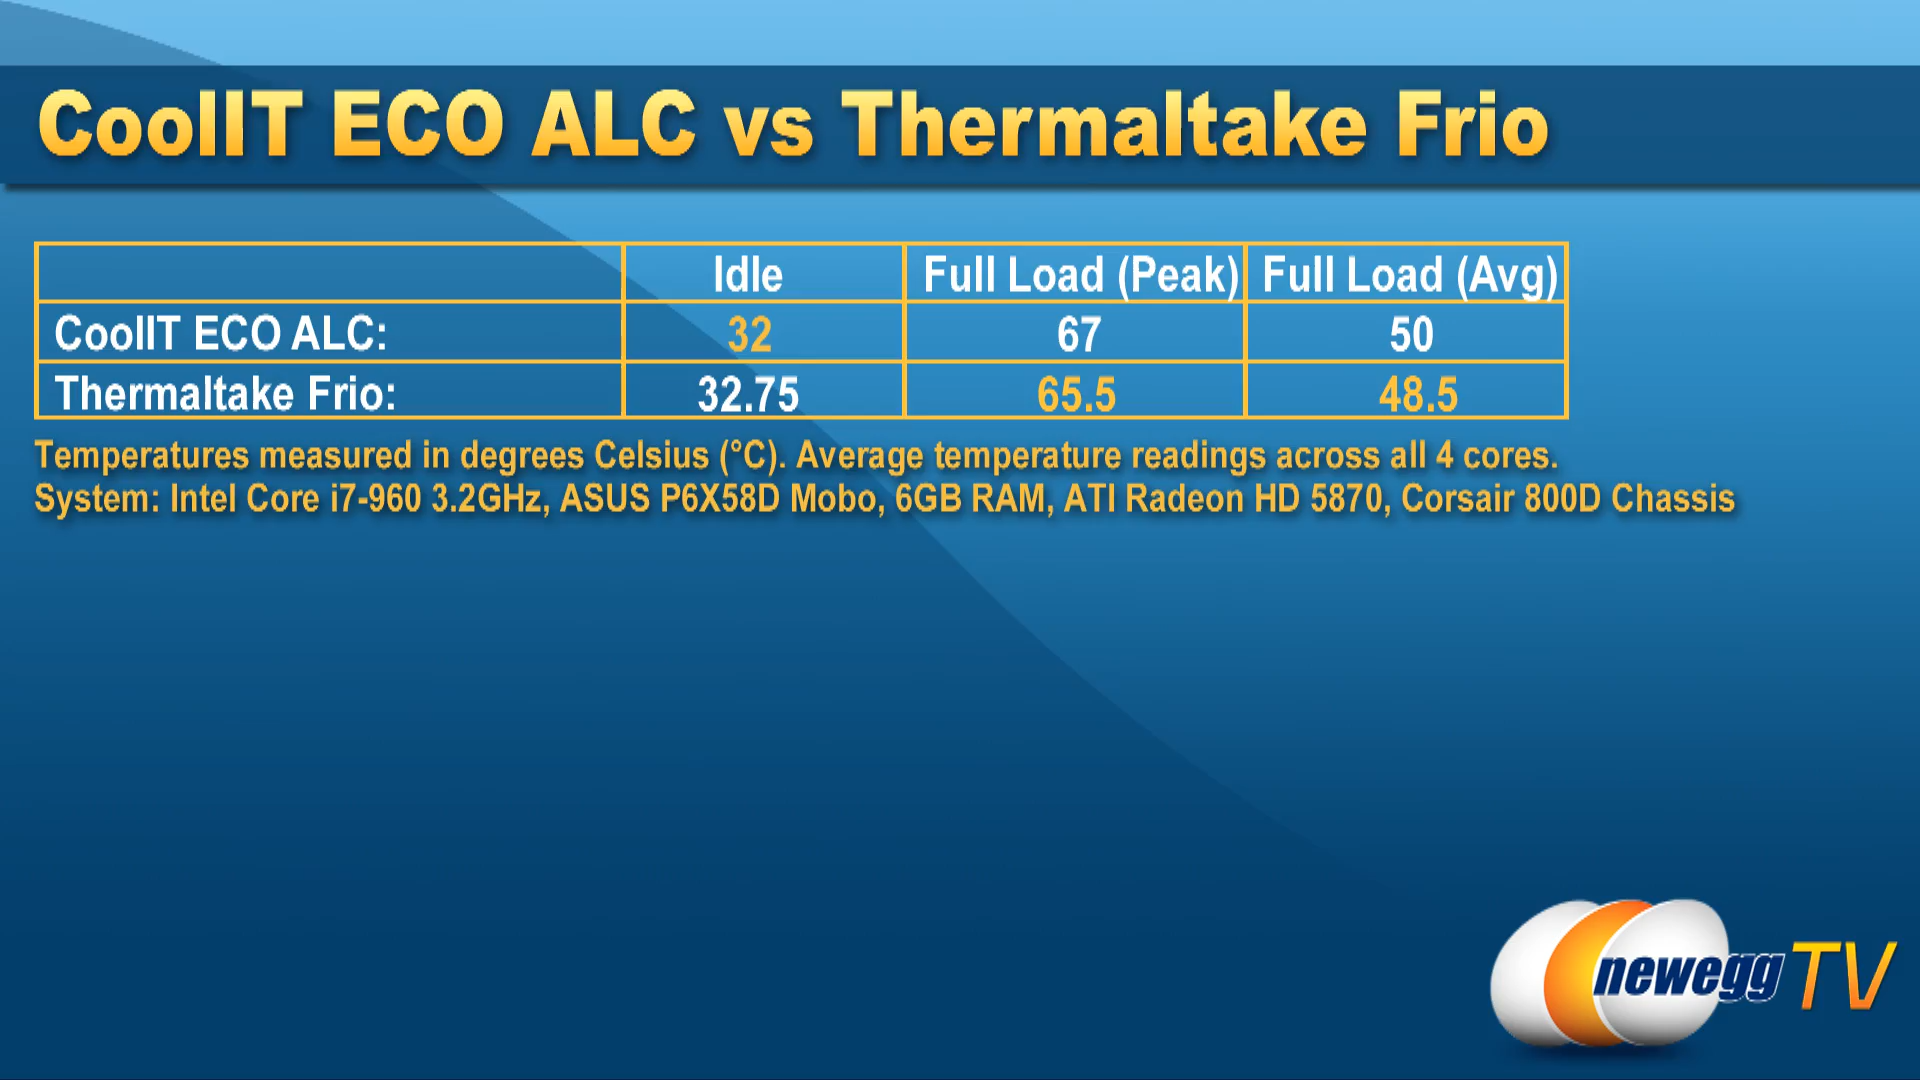 CoolIT ECO ALC vs Thermaltake Frio
Idle Full Load (Peak) Full Load (Avg)
CoolIT ECO ALC: 32 67 50
Thermaltake Frio: 32.75 65.5 48.5
Temperatures measured in degrees Celsius (°C). Average temperature readings across all 4 cores.
System: Intel Core i7-960 3.2GHz, ASUS P6X58D Mobo, 6GB RAM, ATI Radeon HD 5870, Corsair 800D Chassis
newegg TV